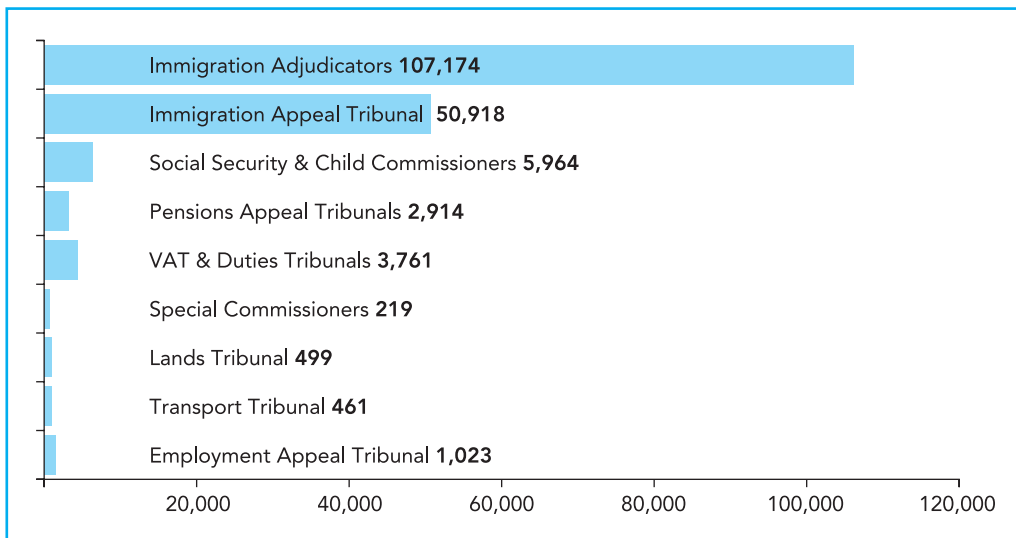 Immigration Adjudicators 107,174
Immigration Appeal Tribunal 50,918
Social Security & Child Commissioners 5,964
Pensions Appeal Tribunals 2,914
VAT & Duties Tribunals 3,761
Special Commissioners 219
Lands Tribunal 499
Transport Tribunal 461
Employment Appeal Tribunal 1,023
20,000 40,000 60,000 80,000 100,000 120,000